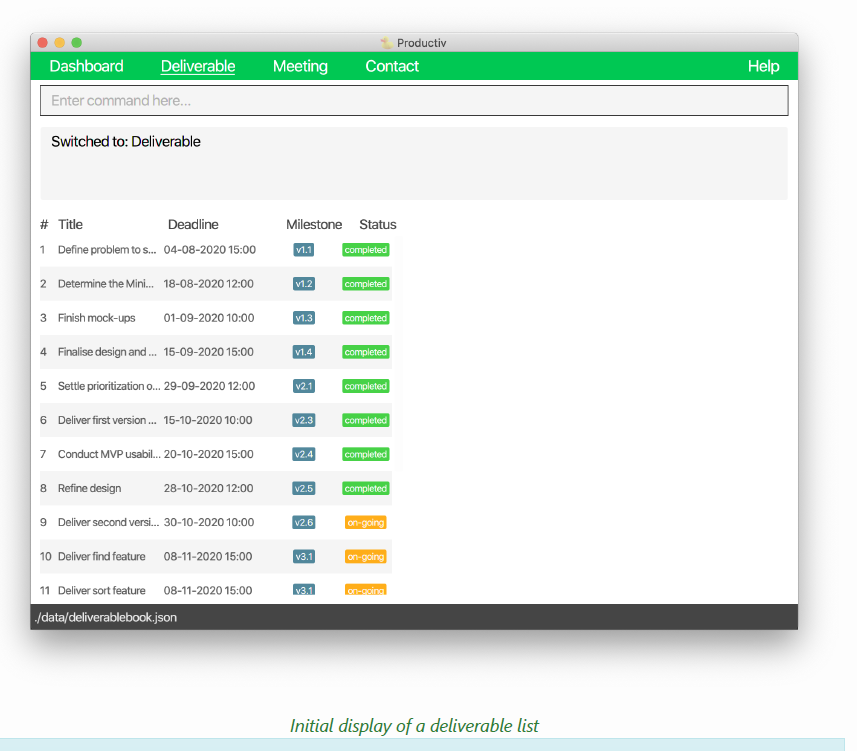 Productiv
Dashboard Deliverable Meeting Contact Help
Enter command here...
Switched to: Deliverable
# Title Deadline Milestone Status
1 Define problem to s... 04-08-2020 15:00 v1.1 completed
2 Determine the Mini... 18-08-2020 12:00 v1.2 completed
3 Finish mock-ups 01-09-2020 10:00 v1.3 completed
4 Finalise design and ... 15-09-2020 15:00 v1.4 completed
5 Settle prioritization o... 29-09-2020 12:00 v2.1 completed
6 Deliver first version ... 15-10-2020 10:00 v2.3 completed
7 Conduct MVP usabil... 20-10-2020 15:00 v2.4 completed
8 Refine design 28-10-2020 12:00 v2.5 completed
9 Deliver second versi... 30-10-2020 10:00 v2.6 on-going
10 Deliver find feature 08-11-2020 15:00 v3.1 on-going
11 Deliver sort feature 08-11-2020 15:00 v3.1 on-going
./data/deliverablebook.json
Initial display of a deliverable list